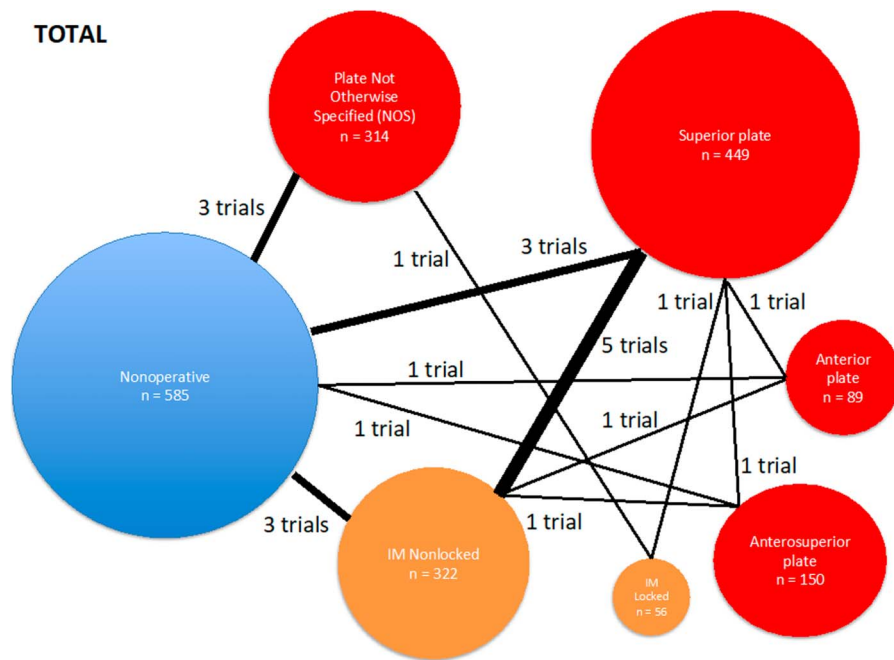 TOTAL
Plate Not
Otherwise
Specified (NOS)
n = 314
Superior plate
n = 449
3 trials
1 trial
3 trials
1 trial
1 trial
5 trials
Nonoperative
n = 585
1 trial
Anterior
plate
n = 89
1 trial
1 trial
1 trial
3 trials
IM Nonlocked
n = 322
1 trial
IM
Locked
n = 56
Anterosuperior
plate
n = 150